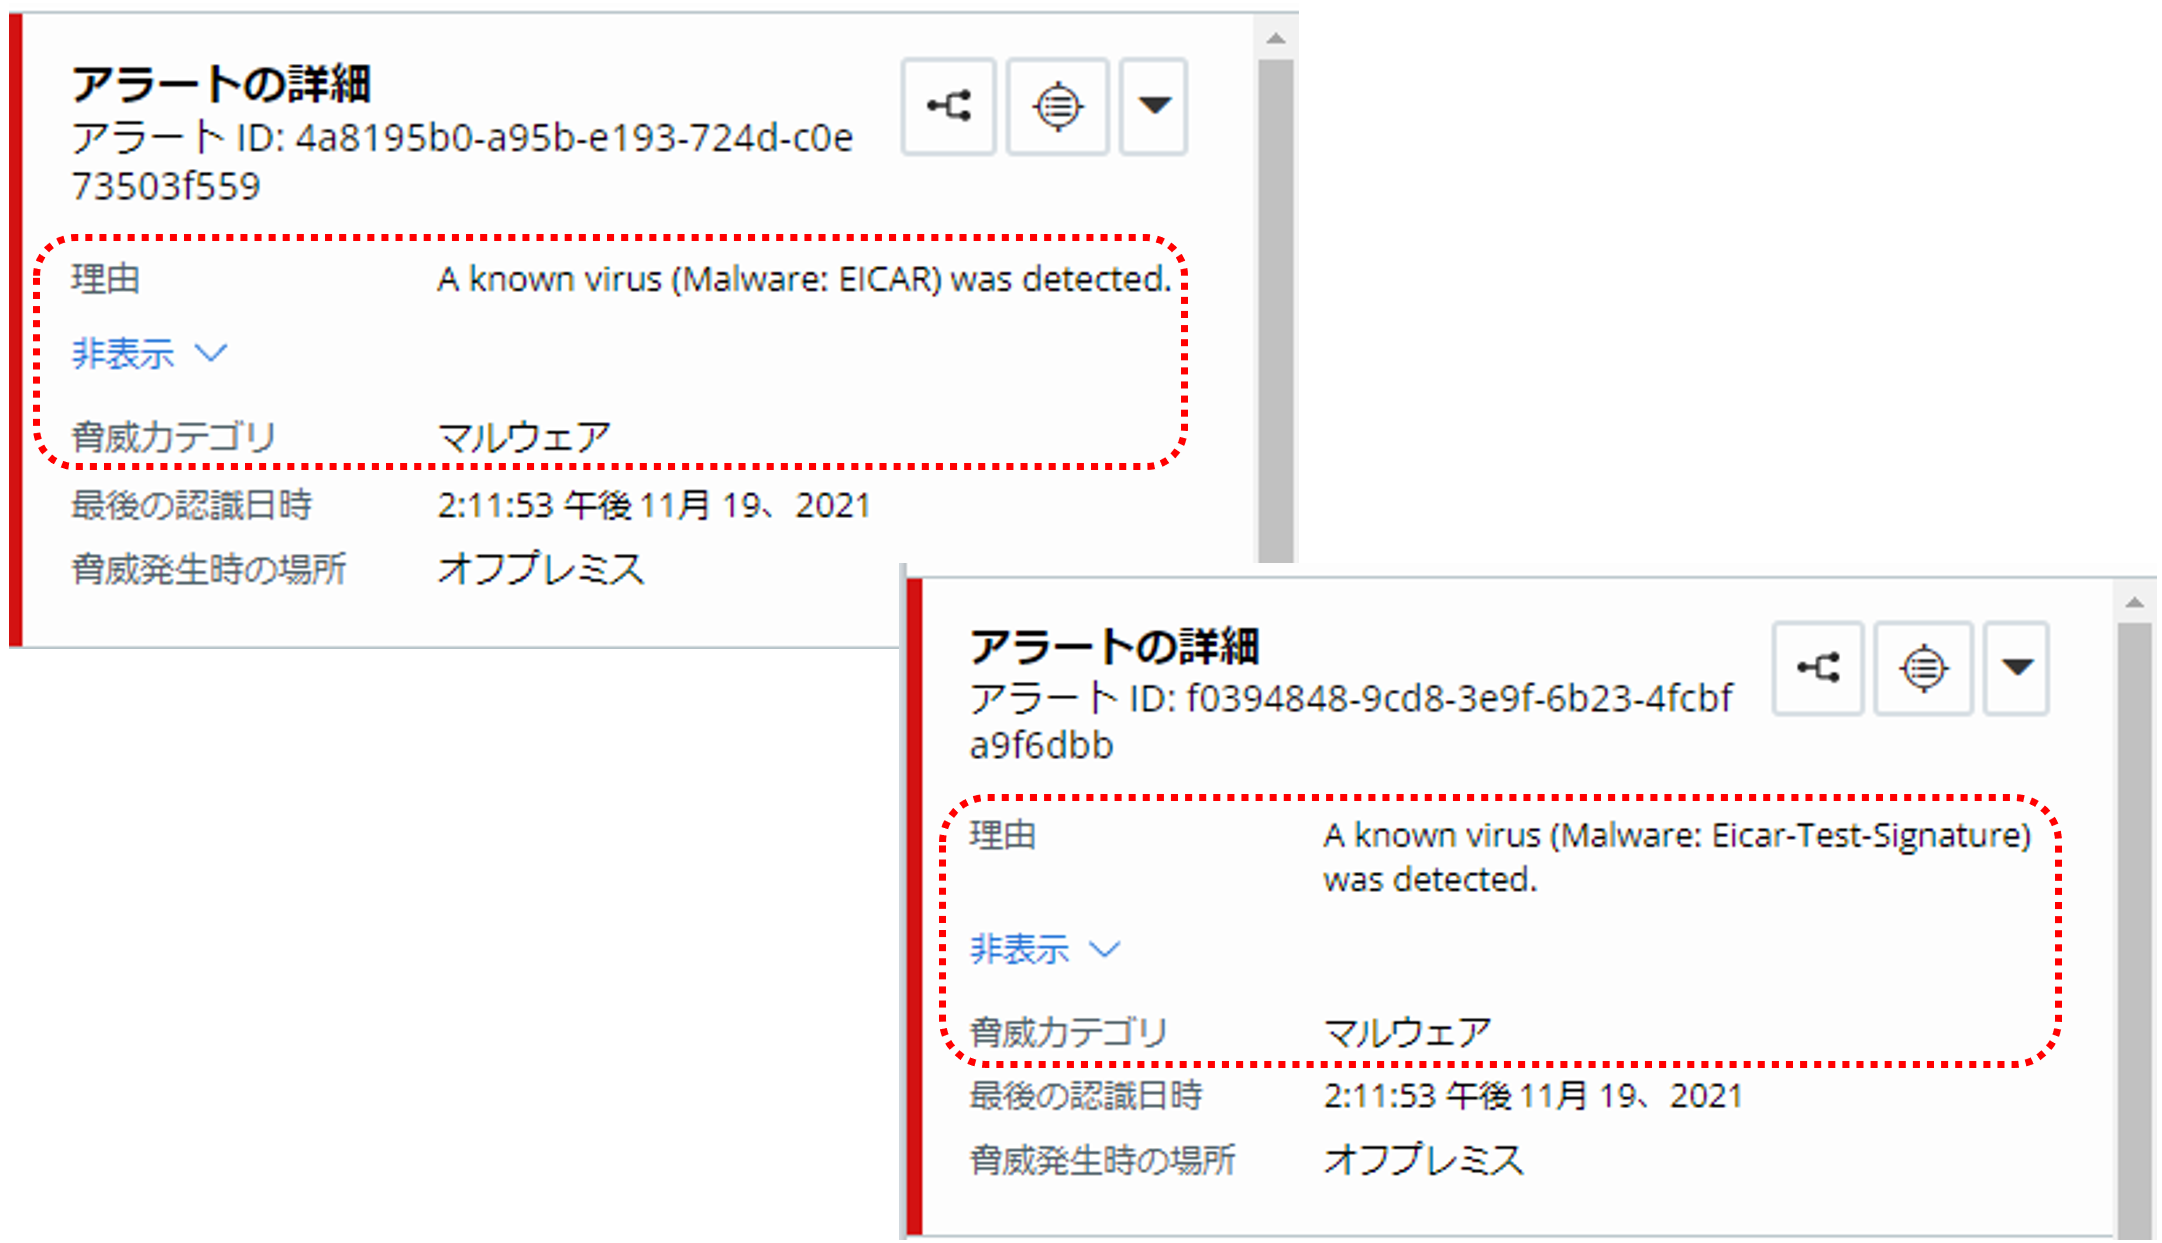 アラートの詳細
アラート ID: 4a8195b0-a95b-e193-724d-c0e
73503f559
理由 A known virus (Malware: EICAR) was detected.
非表示
脅威カテゴリ マルウェア
最後の認識日時 2:11:53 午後 11月 19、2021
脅威発生時の場所 オフプレミス
アラートの詳細
アラート ID: f0394848-9cd8-3e9f-6b23-4fcbf
a9f6dbb
理由 A known virus (Malware: Eicar-Test-Signature)
was detected.
非表示
脅威カテゴリ マルウェア
最後の認識日時 2:11:53 午後 11月 19、2021
脅威発生時の場所 オフプレミス